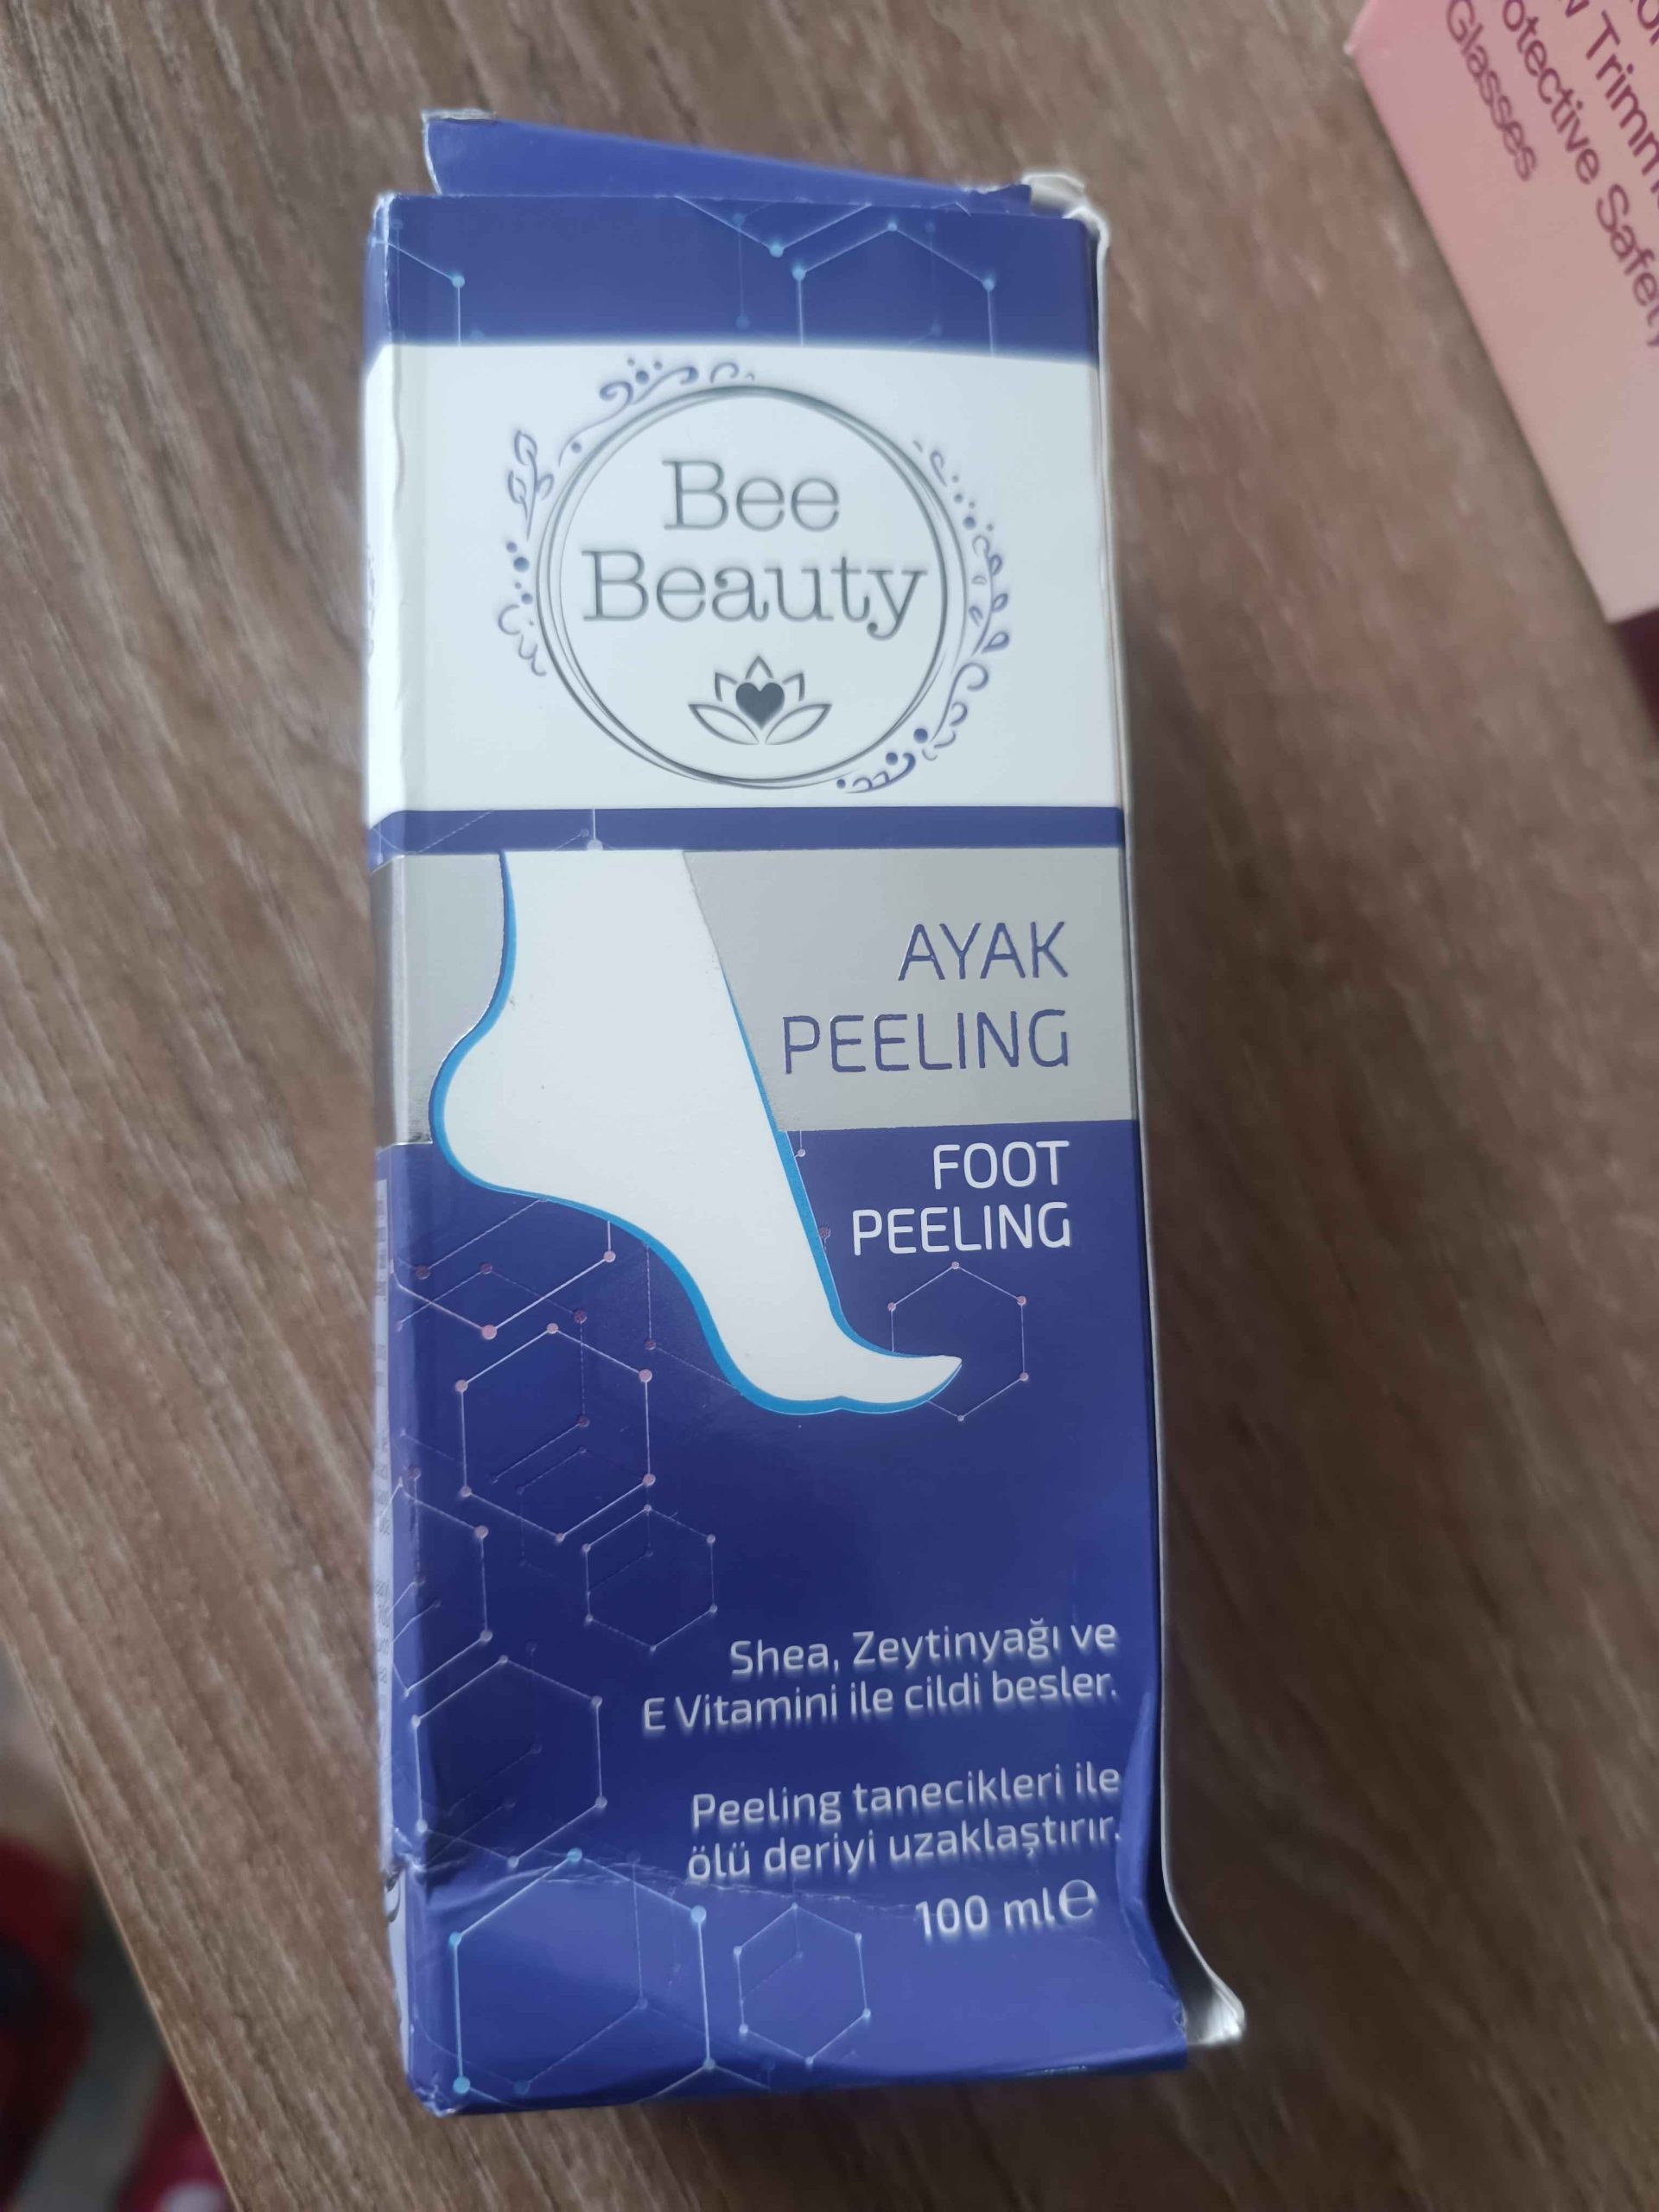 Bee
Beauty
AYAK
PEELING
FOOT
PEELING
Shea, Zeytinyağı ve
E Vitamini ile cildi besler.
Peeling tanecikleri ile
ölü deriyi uzaklaştırır.
100 ml e
Safety
Glasses